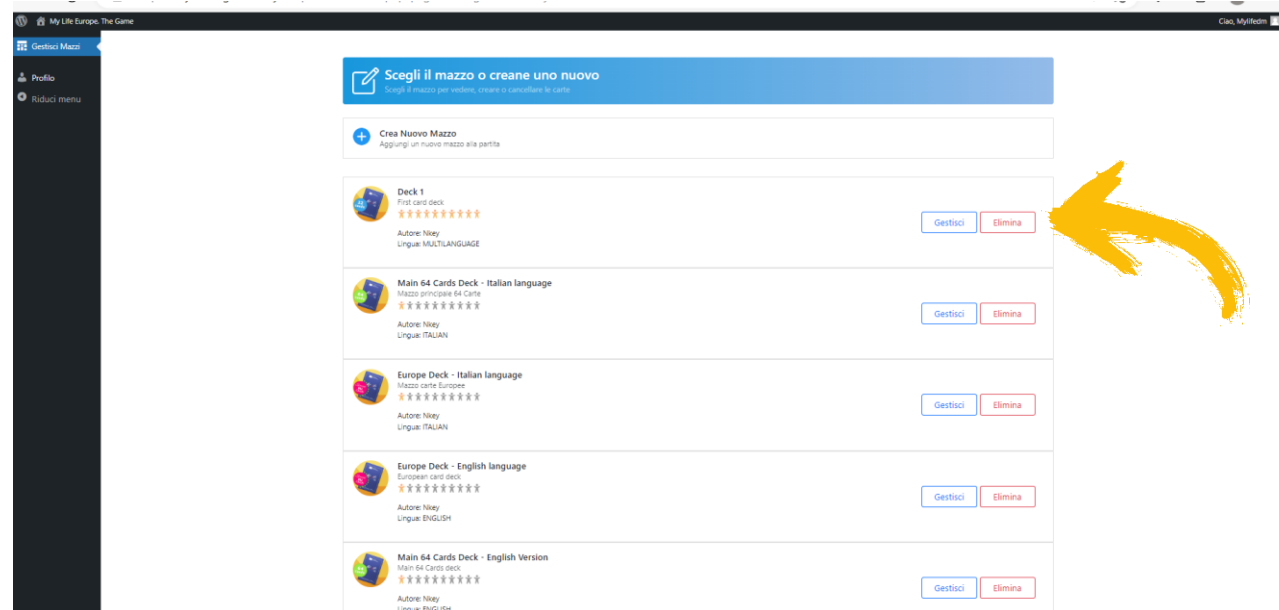 My Life Europe. The Game
Ciao, Mylifedm
Gestisci Mazzi
Profilo
Riduci menu
Scegli il mazzo o creane uno nuovo
Scegli il mazzo per vedere, creare o cancellare le carte
Crea Nuovo Mazzo
Aggiungi un nuovo mazzo alla partita
Deck 1
First card deck
Autore: Nkey
Lingua: MULTILANGUAGE
Gestisci
Elimina
Main 64 Cards Deck - Italian language
Mazzo principale 64 Carte
Autore: Nkey
Lingua: ITALIAN
Gestisci
Elimina
Europe Deck - Italian language
Mazzo carte Europee
Autore: Nkey
Lingua: ITALIAN
Gestisci
Elimina
Europe Deck - English language
European card deck
Autore: Nkey
Lingua: ENGLISH
Gestisci
Elimina
Main 64 Cards Deck - English Version
Main 64 Cards deck
Autore: Nkey
Lingua: ENGLISH
Gestisci
Elimina